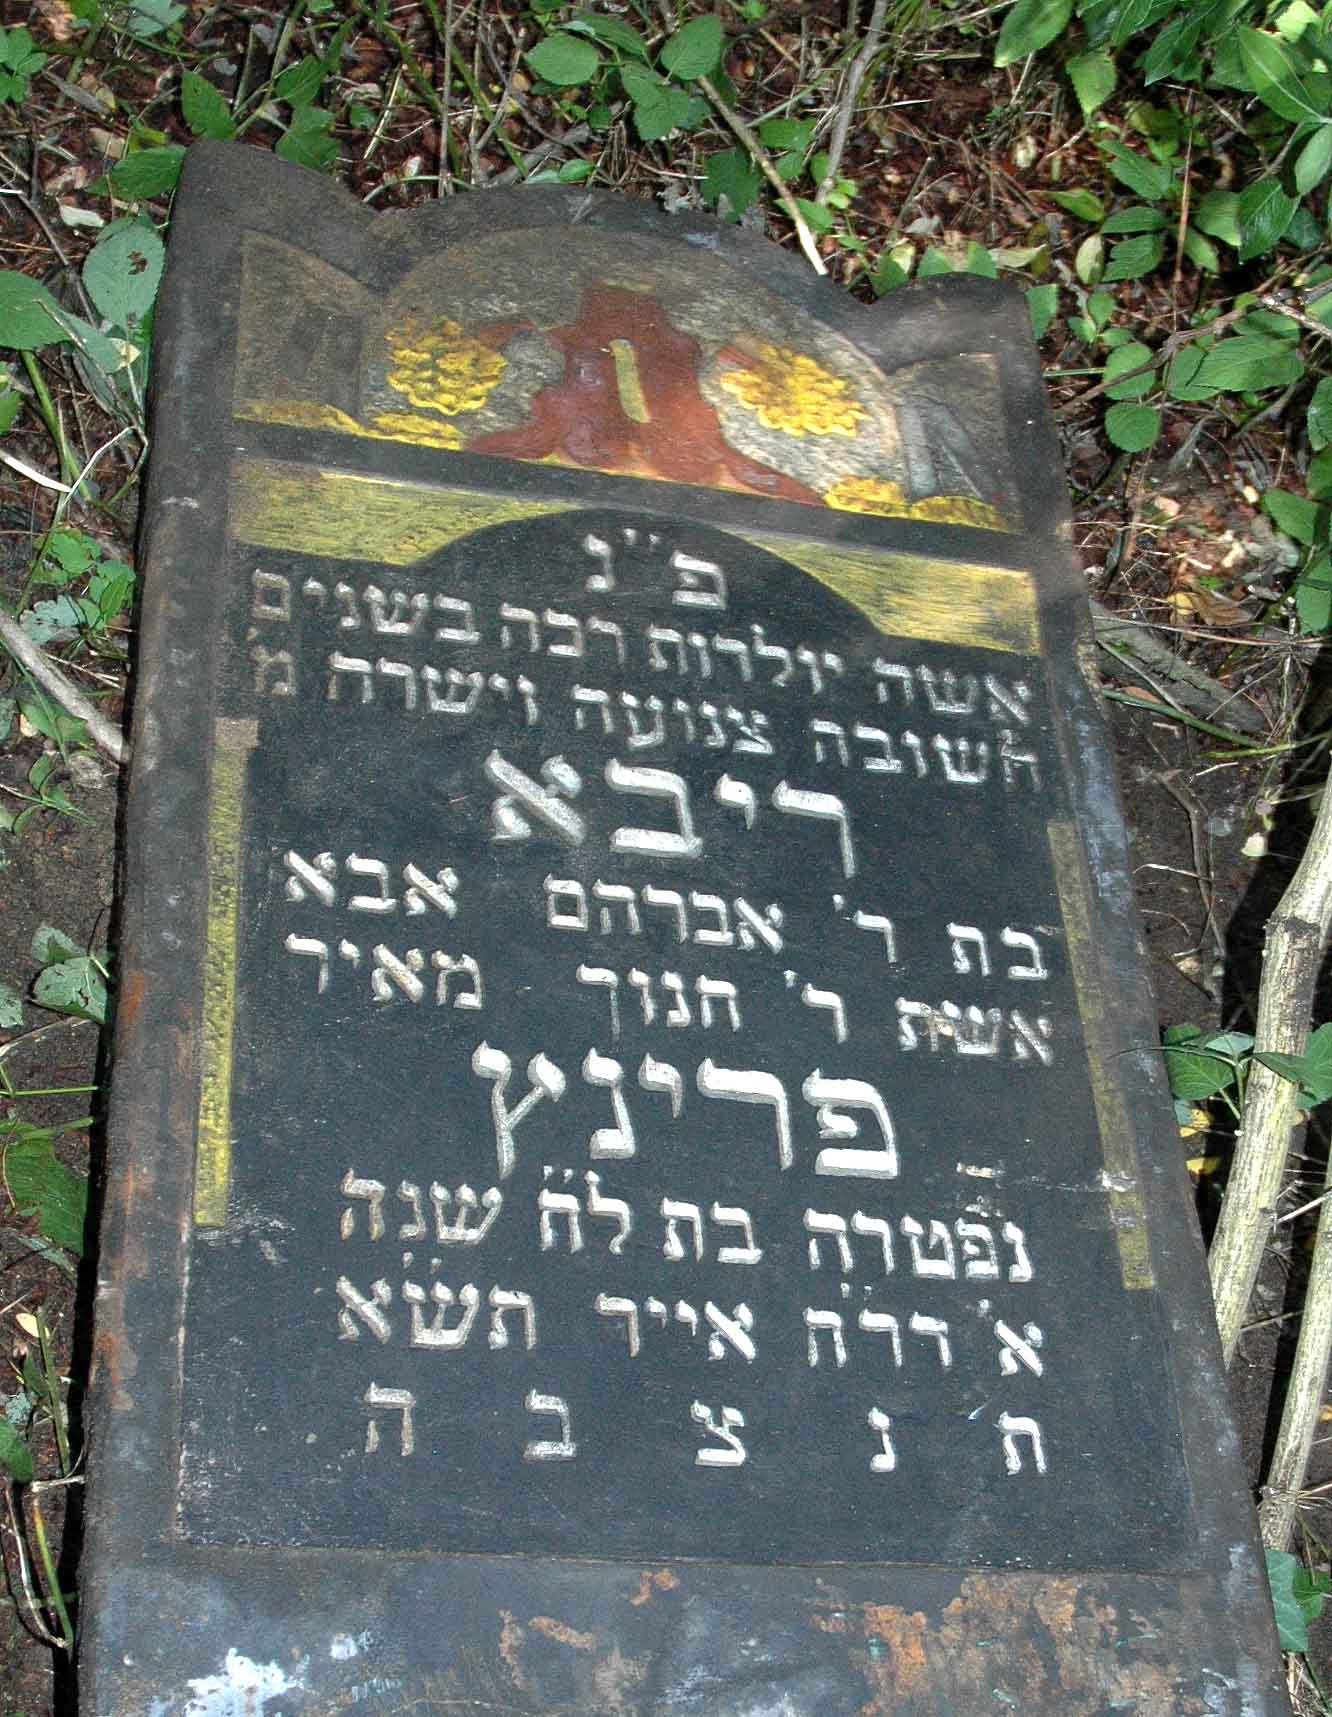 פ״נ
אשה יולדות רכה בשנים
חשובה צנועה וישרה מ׳
ריבא
בת ר׳ אברהם אבא
אשת ר׳ חנוך מאיר
פרינץ
נפטרה בת ל״ח שנה
א׳ דר״ח אייר תש״א
ת נ צ ב ה